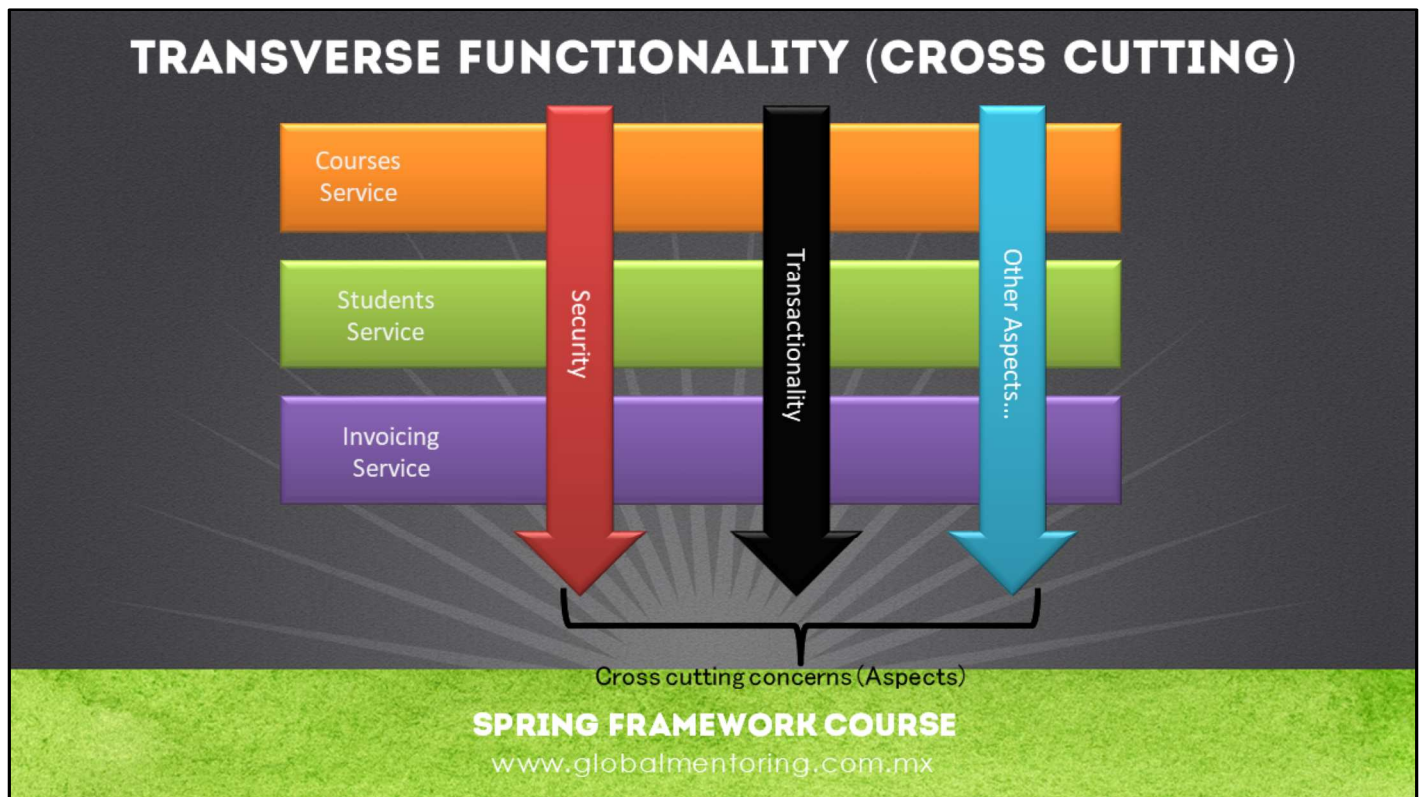 TRANSVERSE FUNCTIONALITY (CROSS CUTTING)
Courses
Service
Students
Service
Invoicing
Service
Security
Transactionality
Other Aspects...
Cross cutting concerns (Aspects)
SPRING FRAMEWORK COURSE
www.globalmentoring.com.mx